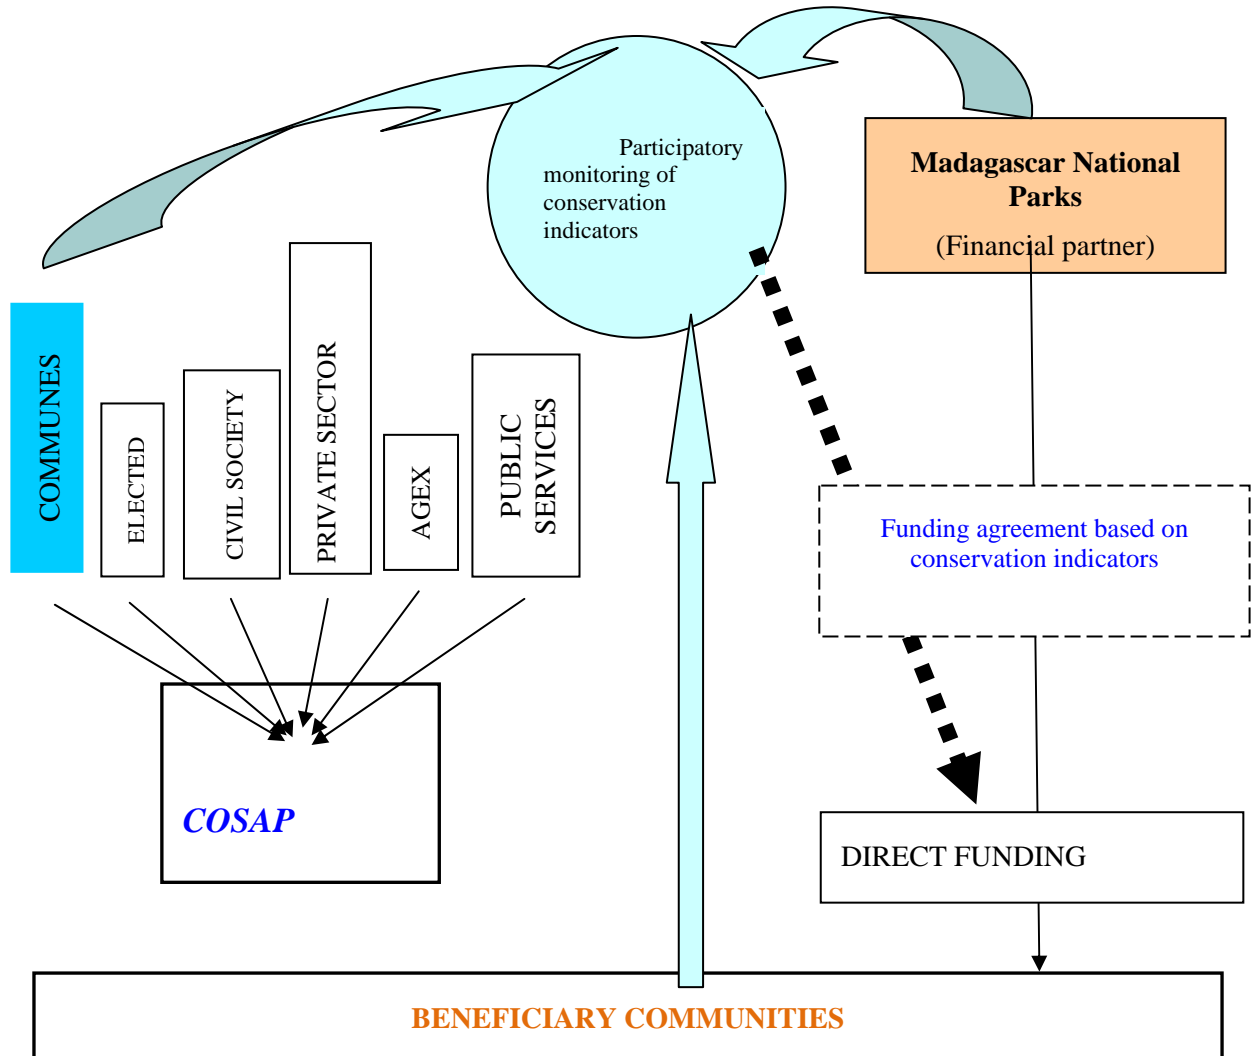 Participatory
monitoring of
conservation
indicators
Madagascar National
Parks
(Financial partner)
COMMUNES
ELECTED
CIVIL SOCIETY
PRIVATE SECTOR
AGEX
PUBLIC
SERVICES
Funding agreement based on
conservation indicators
COSAP
DIRECT FUNDING
BENEFICIARY COMMUNITIES